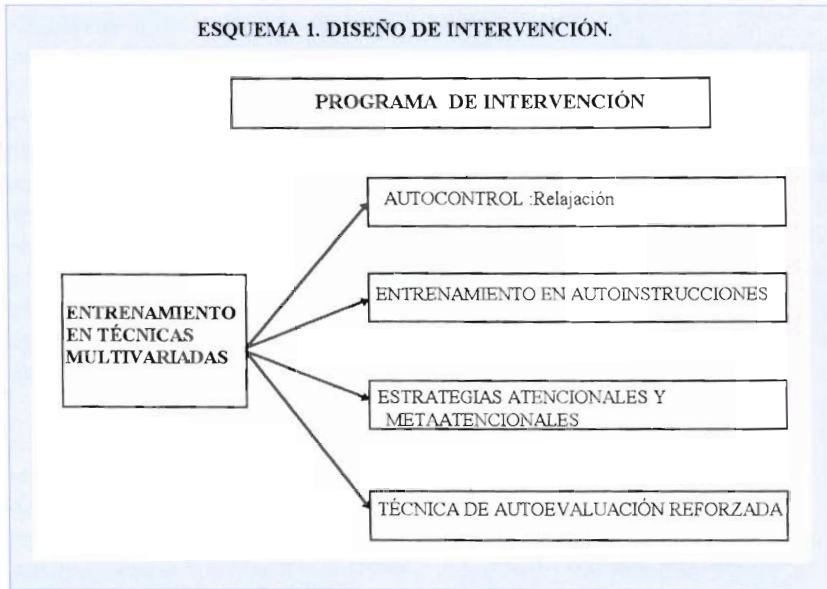 ESQUEMA 1. DISEÑO DE INTERVENCIÓN.
PROGRAMA DE INTERVENCIÓN
AUTOCONTROL :Relajación
ENTRENAMIENTO EN AUTOINSTRUCCIONES
ENTRENAMIENTO
EN TÉCNICAS
MULTIVARIADAS
ESTRATEGIAS ATENCIONALES Y
METAATENCIONALES
TÉCNICA DE AUTOEVALUACIÓN REFORZADA